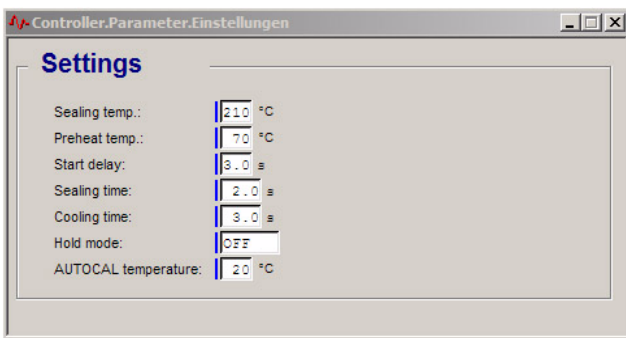 Controller.Parameter.Einstellungen
Settings
Sealing temp.: 210 °C
Preheat temp.: 70 °C
Start delay: 3.0 s
Sealing time: 2.0 s
Cooling time: 3.0 s
Hold mode: OFF
AUTOCAL temperature: 20 °C